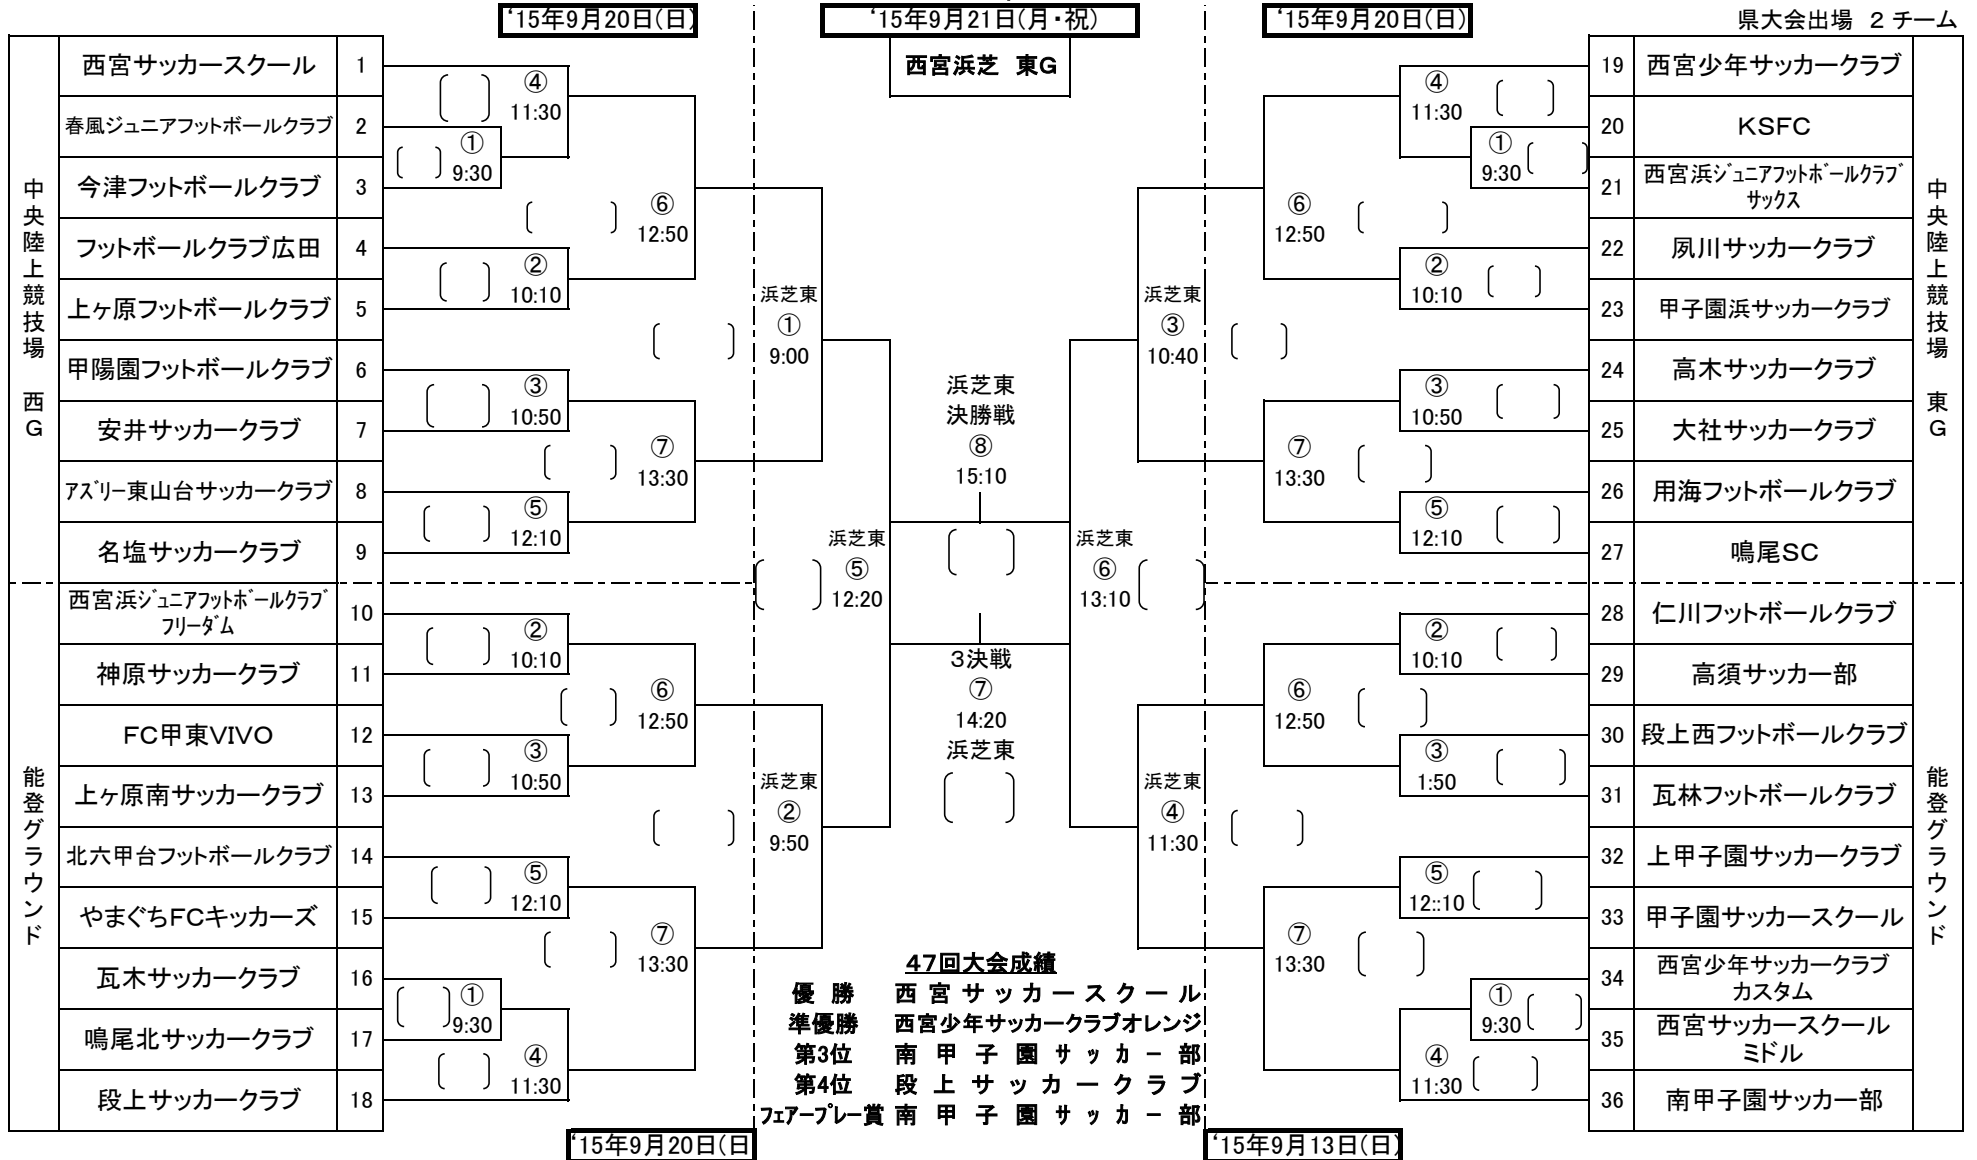 ‘15年9月20日(日)
‘15年9月21日(月・祝)
‘15年9月20日(日)
県大会出場 2 チーム
西宮浜芝 東G
中央陸上競技場 西G
西宮サッカースクール 1
春風ジュニアフットボールクラブ 2
今津フットボールクラブ 3
フットボールクラブ広田 4
上ヶ原フットボールクラブ 5
甲陽園フットボールクラブ 6
安井サッカークラブ 7
アズリー東山台サッカークラブ 8
名塩サッカークラブ 9
能登グラウンド
西宮浜ジュニアフットボールクラブ
フリーダム
10
神原サッカークラブ 11
FC甲東VIVO 12
上ヶ原南サッカークラブ 13
北六甲台フットボールクラブ 14
やまぐちFCキッカーズ 15
瓦木サッカークラブ 16
鳴尾北サッカークラブ 17
段上サッカークラブ 18
④
11:30
①
9:30
⑥
12:50
②
10:10
③
10:50
⑦
13:30
⑤
12:10
②
10:10
⑥
12:50
③
10:50
⑤
12:10
⑦
13:30
①
9:30
④
11:30
浜芝東
①
9:00
浜芝東
⑤
12:20
浜芝東
②
9:50
浜芝東
決勝戦
⑧
15:10
3決戦
⑦
14:20
浜芝東
浜芝東
③
10:40
浜芝東
⑥
13:10
浜芝東
④
11:30
④
11:30
①
9:30
⑥
12:50
②
10:10
③
10:50
⑦
13:30
⑤
12:10
②
10:10
⑥
12:50
③
1:50
⑤
12::10
⑦
13:30
①
9:30
④
11:30
19 西宮少年サッカークラブ
20 KSFC
21
西宮浜ジュニアフットボールクラブ
サックス
22 夙川サッカークラブ
23 甲子園浜サッカークラブ
24 高木サッカークラブ
25 大社サッカークラブ
26 用海フットボールクラブ
27 鳴尾SC
28 仁川フットボールクラブ
29 高須サッカー部
30 段上西フットボールクラブ
31 瓦林フットボールクラブ
32 上甲子園サッカークラブ
33 甲子園サッカースクール
34
西宮少年サッカークラブ
カスタム
35
西宮サッカースクール
ミドル
36 南甲子園サッカー部
中央陸上競技場 東G
能登グラウンド
47回大会成績
優 勝 西宮サッカースクール
準優勝 西宮少年サッカークラブオレンジ
第3位 南甲子園サッカー部
第4位 段上サッカークラブ
フェアープレー賞 南甲子園サッカー部
‘15年9月20日(日
‘15年9月13日(日)